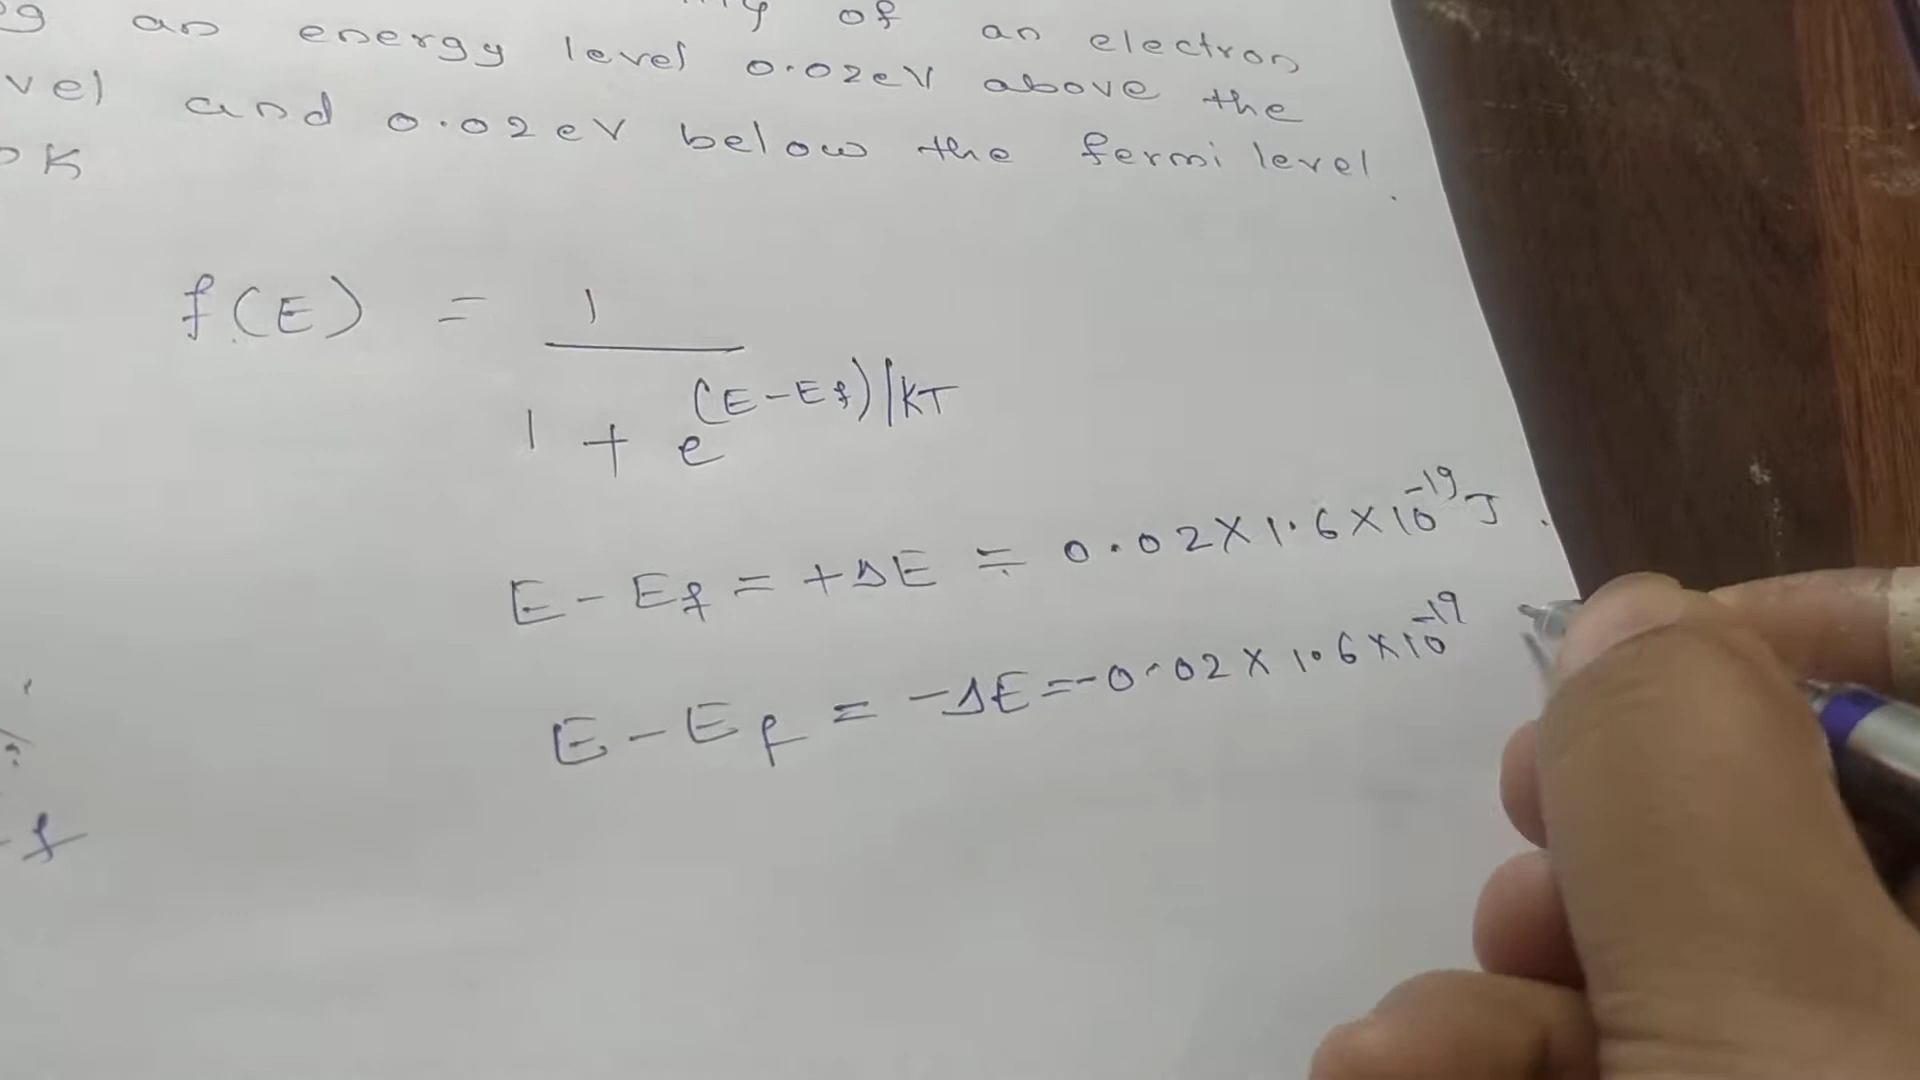 of an electron
an energy level 0.02eV above the
and 0.02eV below the fermi level.
K
f(E) = 1 / 1 + e^(E-Ef)/KT
E - Ef = +ΔE = 0.02 X 1.6 X 10^-19 J.
E - Ef = -ΔE = -0.02 X 1.6 X 10^-19